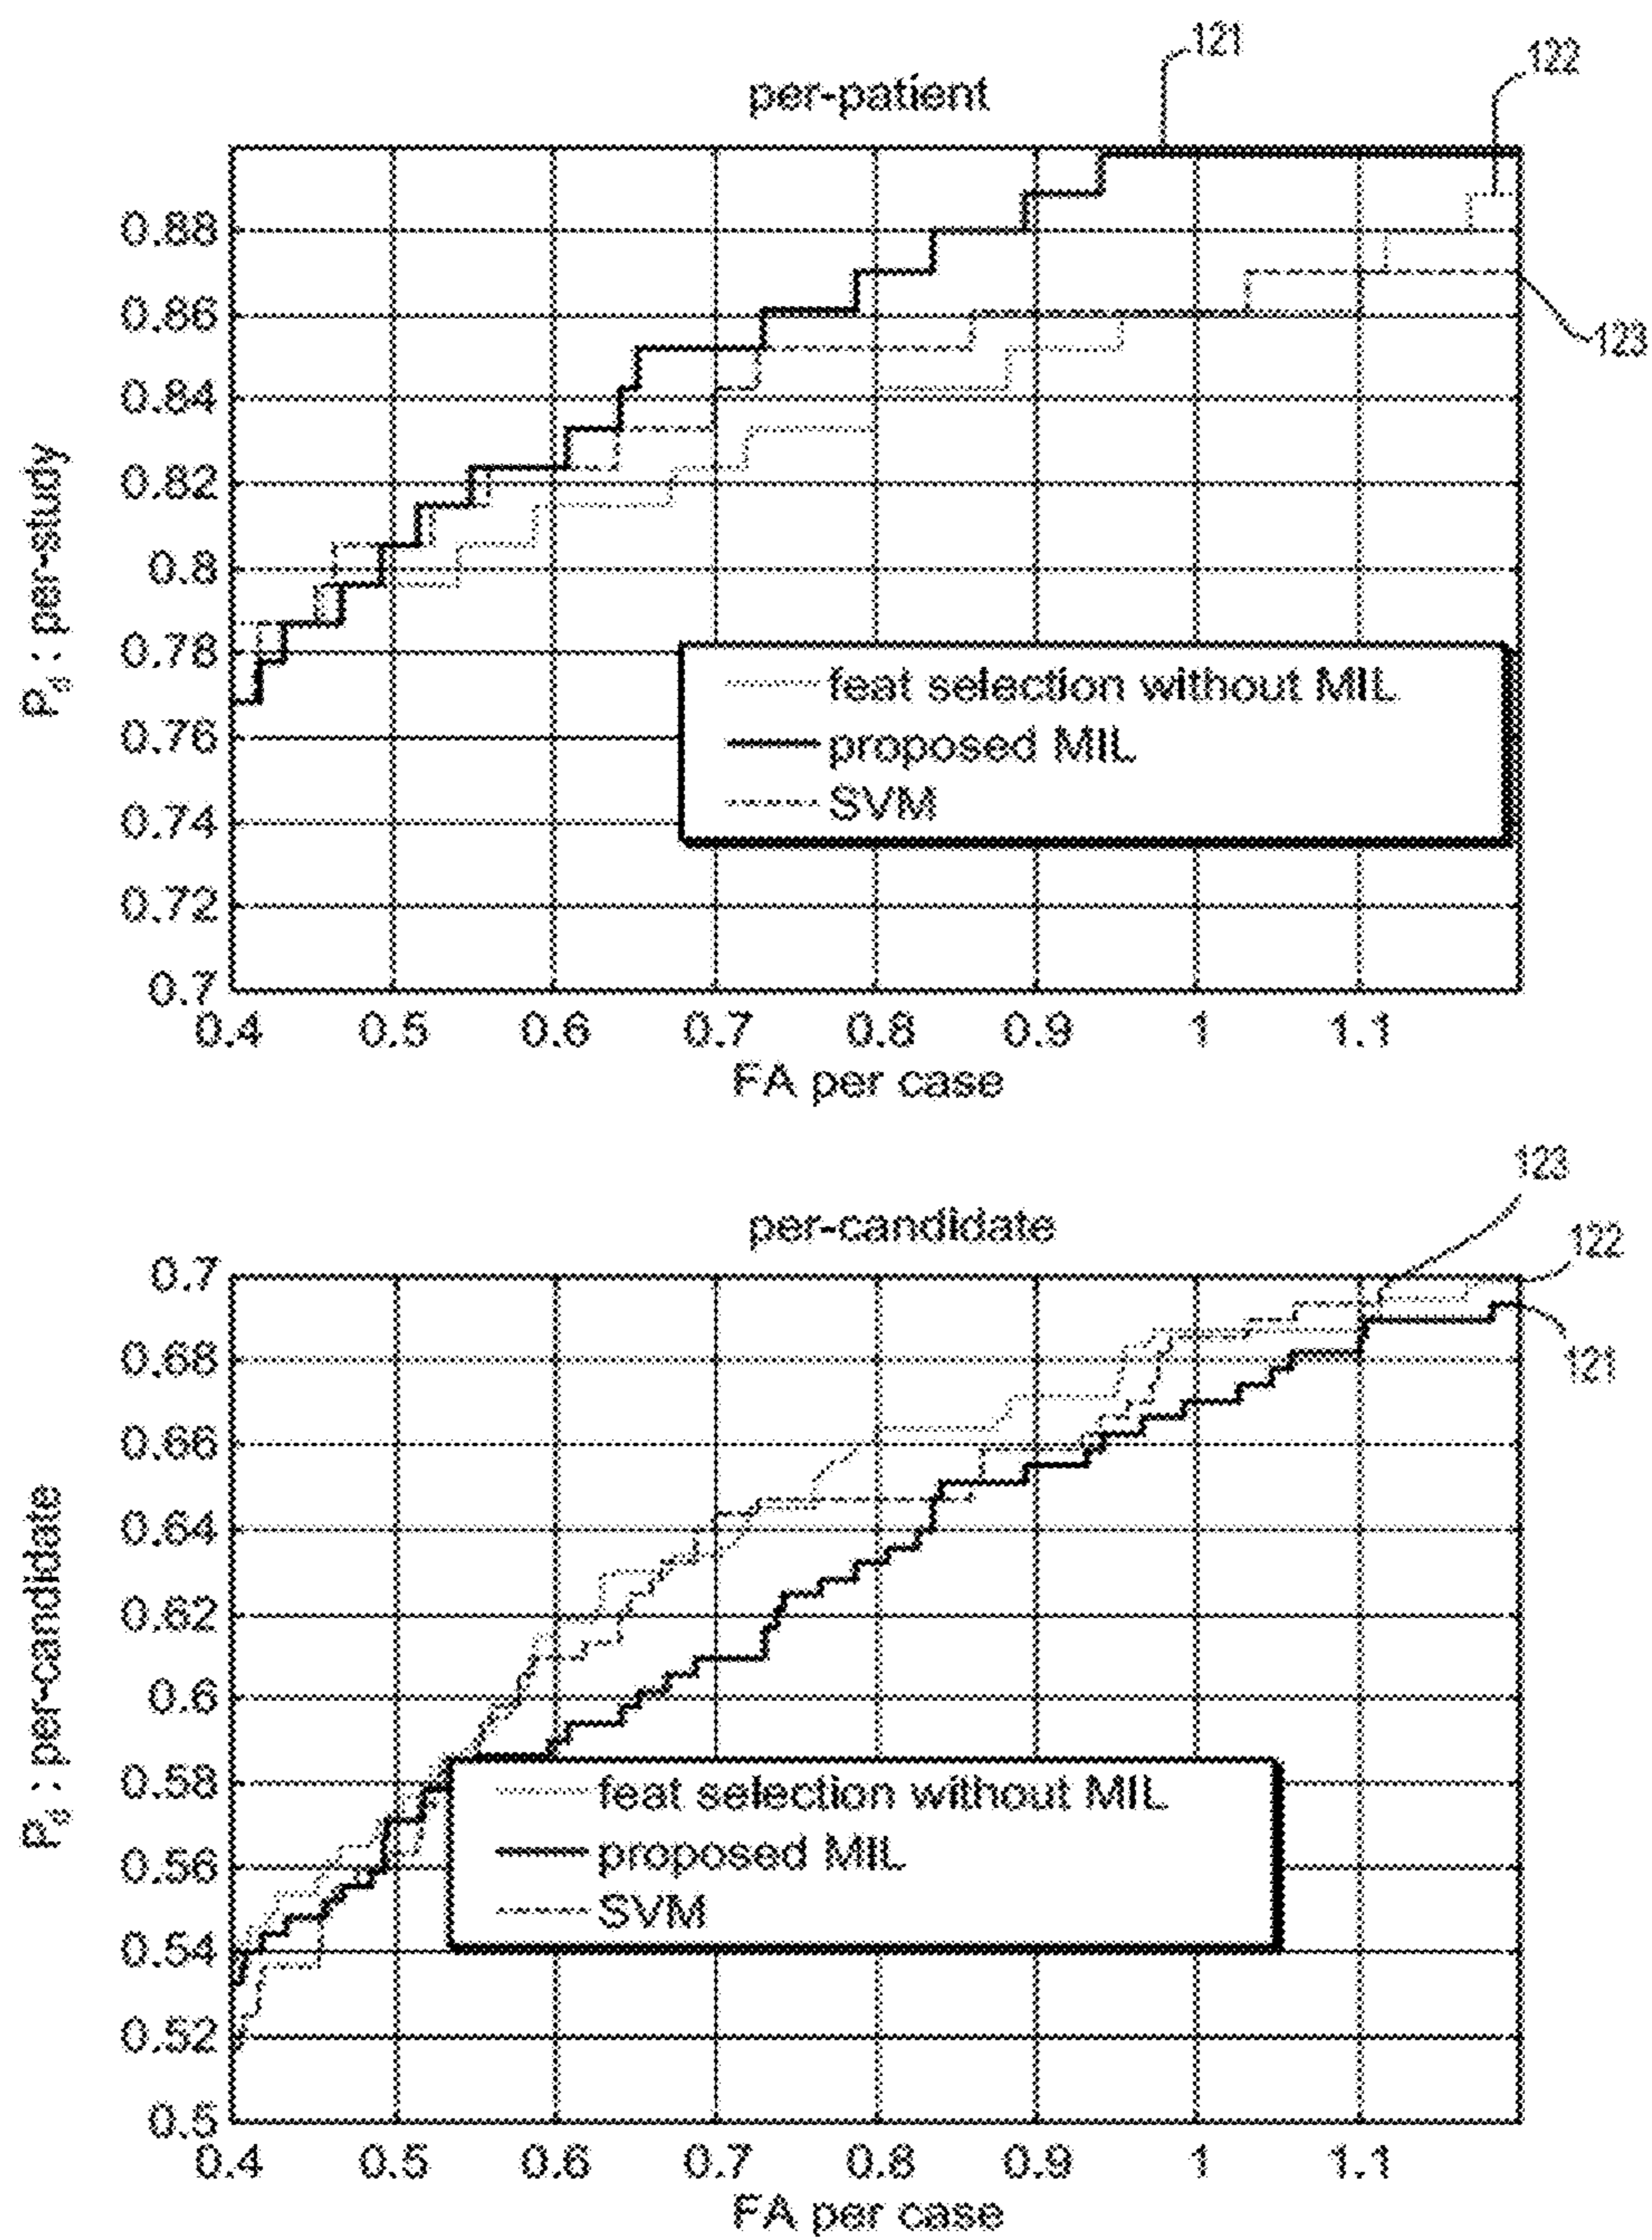 121
122
per-patient
0.88
0.86
0.84
0.82
0.8
0.78
0.76
0.74
0.72
0.7
123
Pd : per-study
feat selection without MIL
proposed MIL
SVM
0.4 0.5 0.6 0.7 0.8 0.9 1 1.1
FA per case
123
122
per-candidate
121
0.7
0.68
0.66
0.64
0.62
0.6
0.58
0.56
0.54
0.52
0.5
Pd : per-candidate
feat selection without MIL
proposed MIL
SVM
0.4 0.5 0.6 0.7 0.8 0.9 1 1.1
FA per case